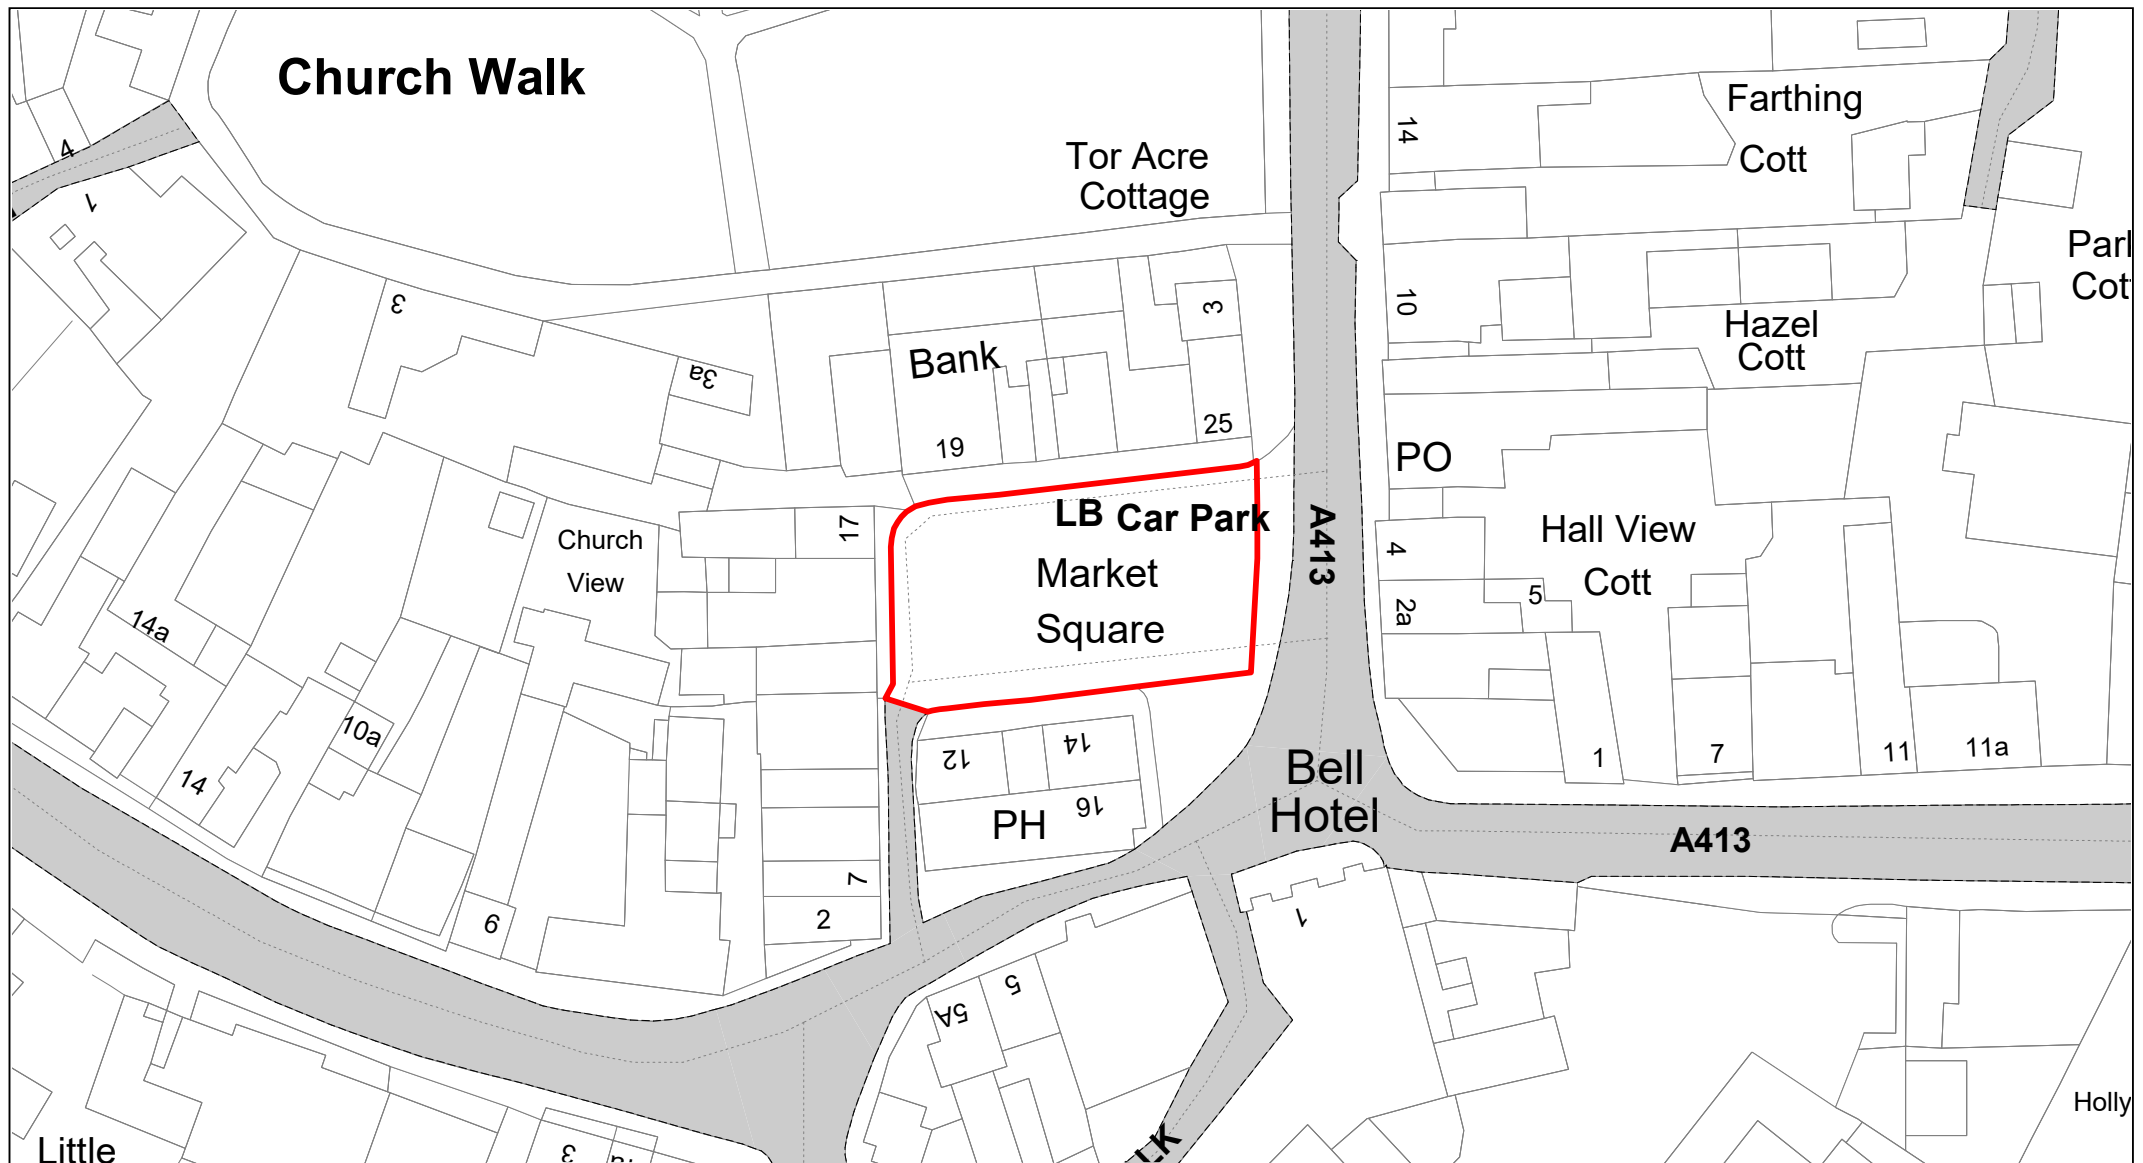 Church Walk
Farthing
Cott
14
4
1
Tor Acre
Cottage
3
3
10
Hazel
Cott
Bank
3a
25
19
PO
LB Car Park
A413
17
Church
View
Market
Square
Hall View
Cott
4
2a
5
14a
10a
14
12
14
Bell
Hotel
1
7
11
11a
PH
16
A413
7
2
6
1
5
5A
Holly
Little
3
LK